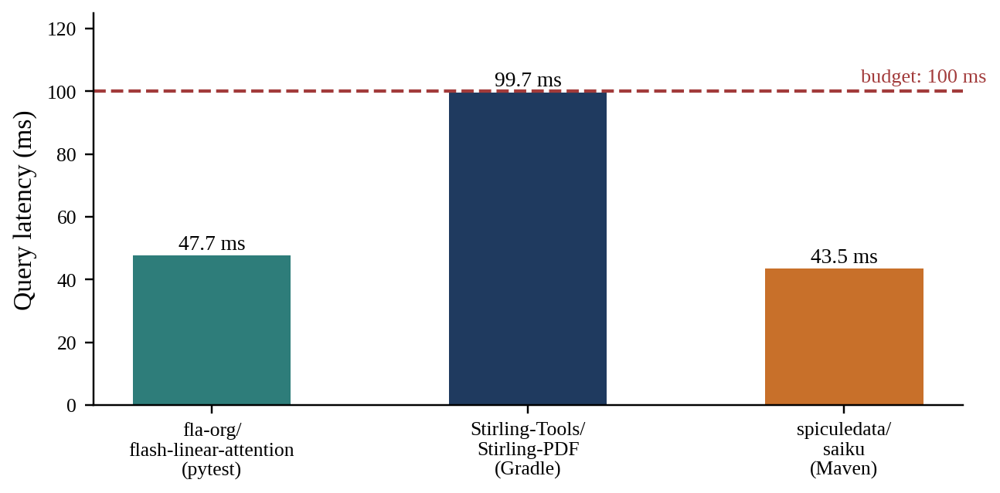 Query latency (ms)
120
100
80
60
40
20
0
budget: 100 ms
47.7 ms
99.7 ms
43.5 ms
fla-org/
flash-linear-attention
(pytest)
Stirling-Tools/
Stirling-PDF
(Gradle)
spiculedata/
saiku
(Maven)